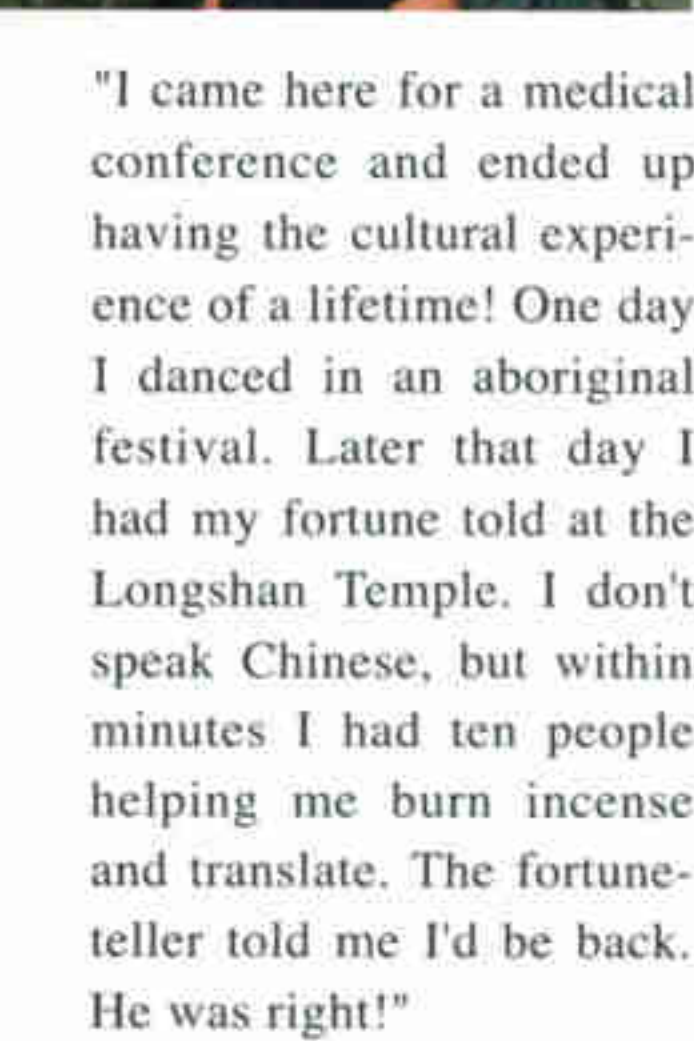 "I came here for a medical
conference and ended up
having the cultural experi-
ence of a lifetime! One day
I danced in an aboriginal
festival. Later that day I
had my fortune told at the
Longshan Temple. I don't
speak Chinese, but within
minutes I had ten people
helping me burn incense
and translate. The fortune-
teller told me I'd be back.
He was right!"